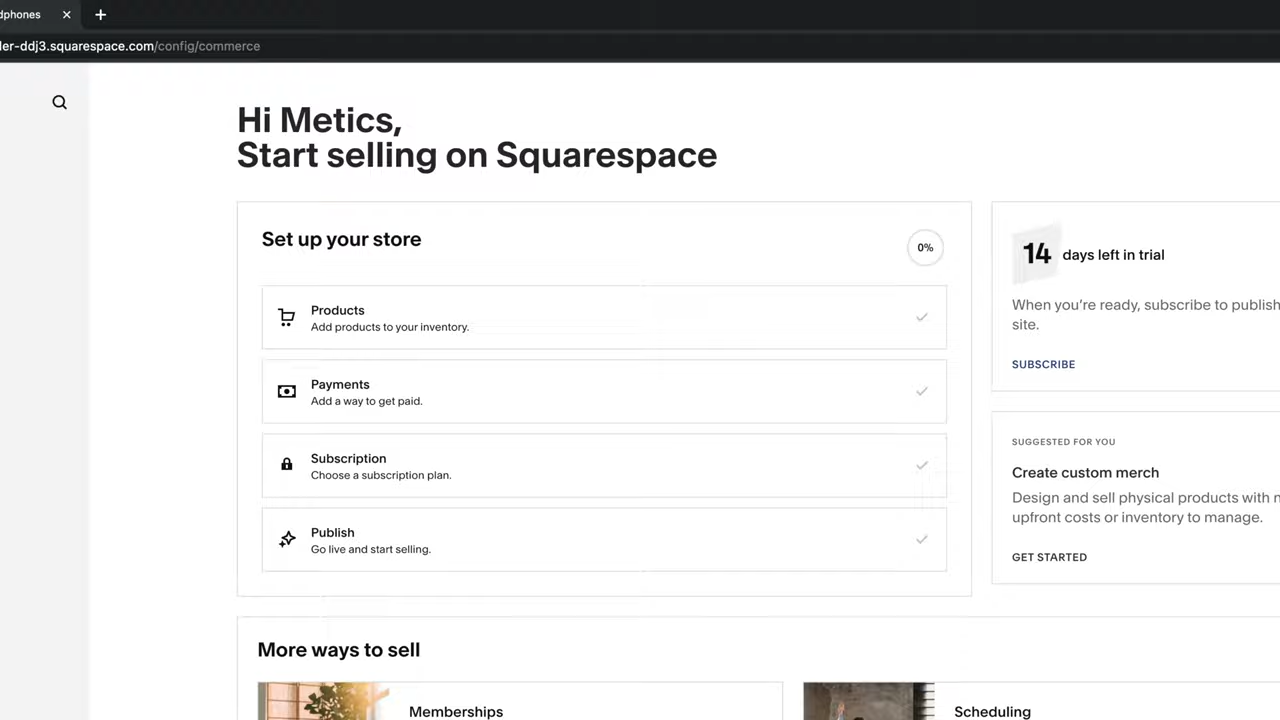 dphones
ler-ddj3.squarespace.com/config/commerce
Hi Metics,
Start selling on Squarespace
Set up your store
0%
Products
Add products to your inventory.
Payments
Add a way to get paid.
Subscription
Choose a subscription plan.
Publish
Go live and start selling.
14 days left in trial
When you're ready, subscribe to publish
site.
SUBSCRIBE
SUGGESTED FOR YOU
Create custom merch
Design and sell physical products with n
upfront costs or inventory to manage.
GET STARTED
More ways to sell
Memberships
Scheduling